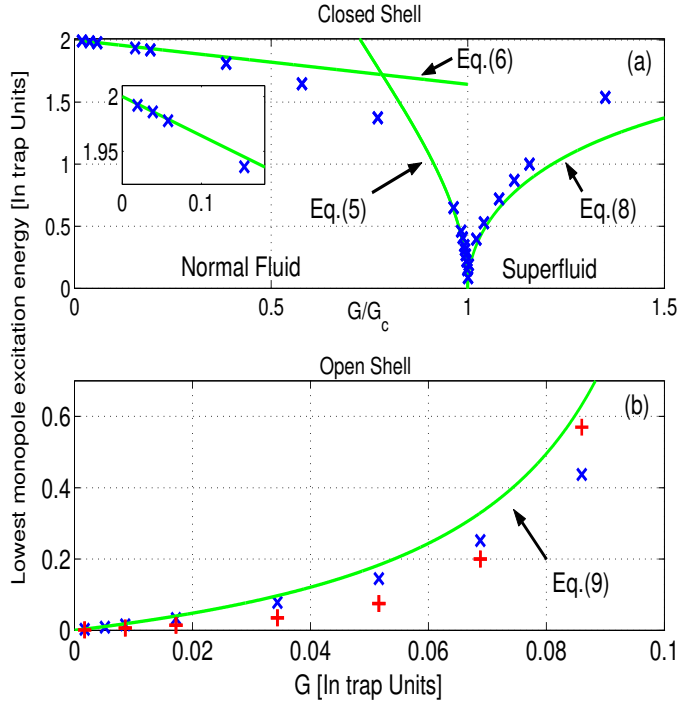 Closed Shell
2
1.5
1
0.5
0
(a)
Eq.(6)
Eq.(5)
Eq.(8)
2
1.95
0
0.1
Normal Fluid
Superfluid
0
0.5
1
1.5
G/G_c
Lowest monopole excitation energy [In trap Units]
Open Shell
0.6
0.4
0.2
0
(b)
Eq.(9)
0
0.02
0.04
0.06
0.08
0.1
G [In trap Units]